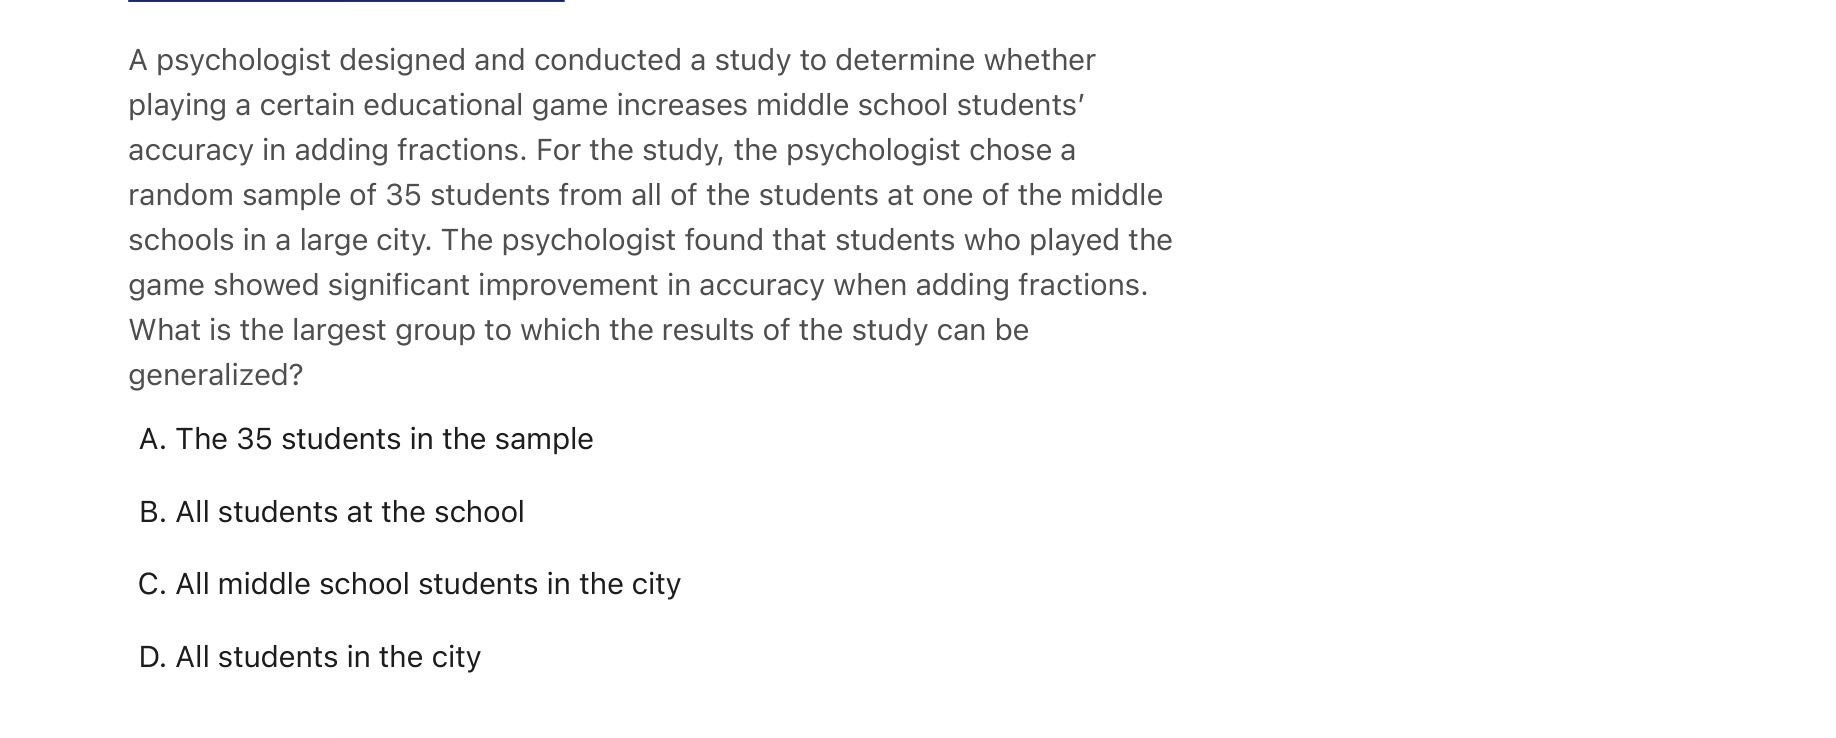 A psychologist designed and conducted a study to determine whether
playing a certain educational game increases middle school students’
accuracy in adding fractions. For the study, the psychologist chose a
random sample of 35 students from all of the students at one of the middle
schools in a large city. The psychologist found that students who played the
game showed significant improvement in accuracy when adding fractions.
What is the largest group to which the results of the study can be
generalized?
A. The 35 students in the sample
B. All students at the school
C. All middle school students in the city
D. All students in the city